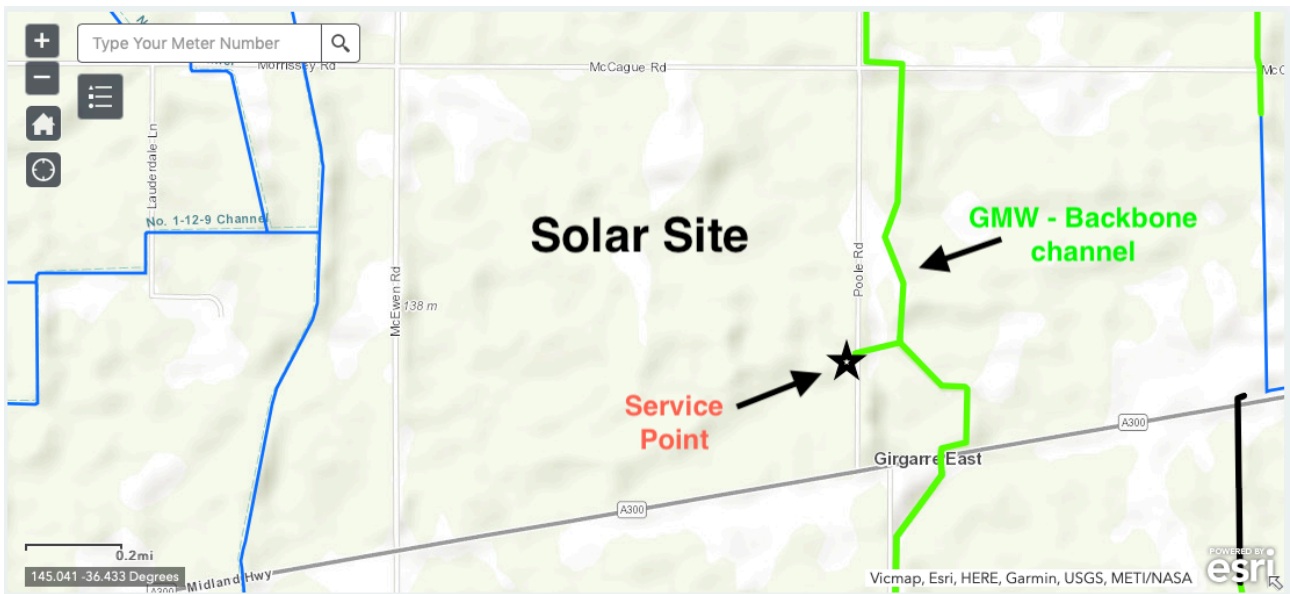 +
Type Your Meter Number
−
Morrissey Rd
McCague Rd
McC
Lauderdale Ln
No. 1-12-9 Channel
Solar Site
GMW - Backbone
channel
Poole Rd
McEwen Rd
138 m
Service
Point
A300
Girgarre East
A300
0.2mi
145.041 -36.433 Degrees
A300
Midland Hwy
Vicmap, Esri, HERE, Garmin, USGS, METI/NASA
POWERED BY
esri